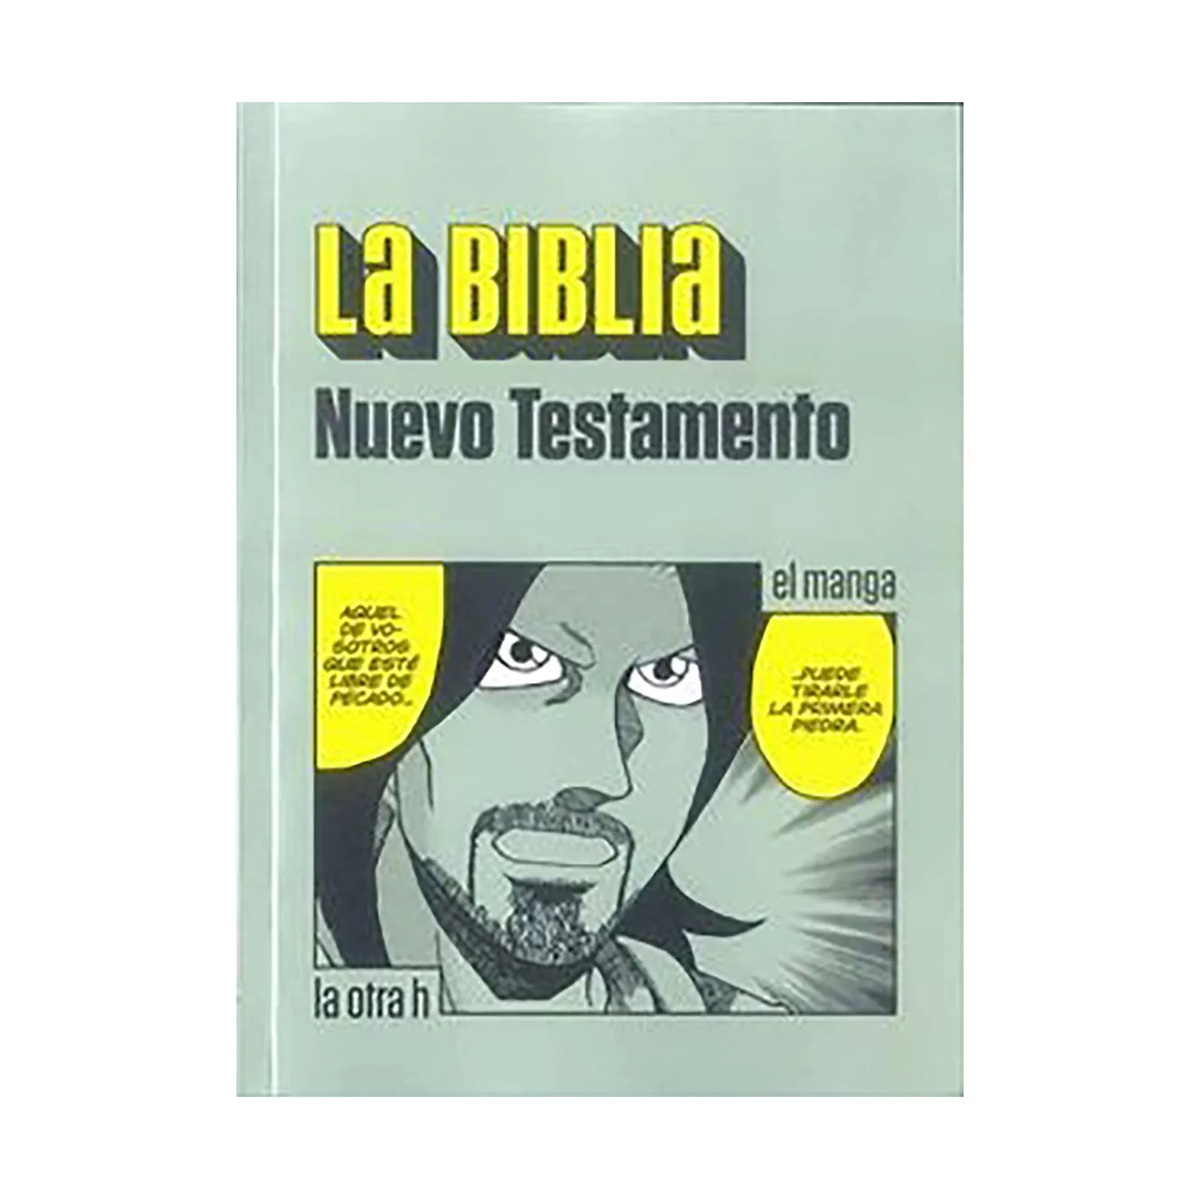 La BIBLIa
Nuevo Testamento
el manga
AQUEL
DE VO-
SOTROS
QUE ESTÉ
LIBRE DE
PECADO...
...PUEDE
TIRARLE
LA PRIMERA
PIEDRA.
la otra h